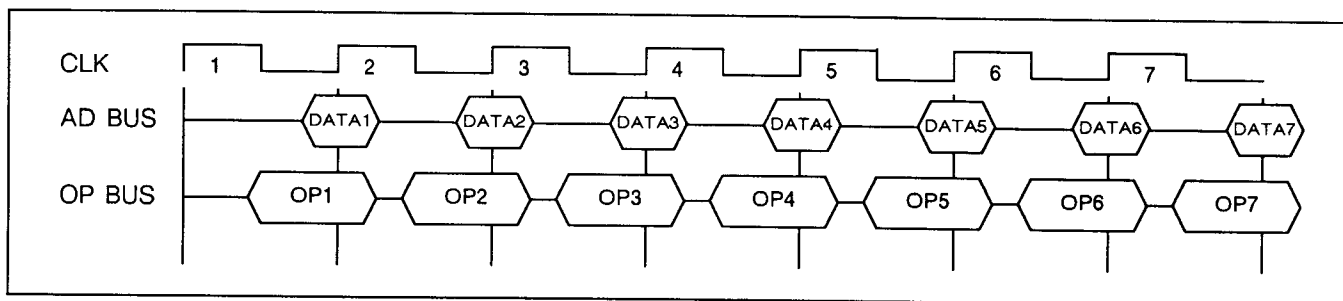 CLK 1 2 3 4 5 6 7
AD BUS DATA1 DATA2 DATA3 DATA4 DATA5 DATA6 DATA7
OP BUS OP1 OP2 OP3 OP4 OP5 OP6 OP7